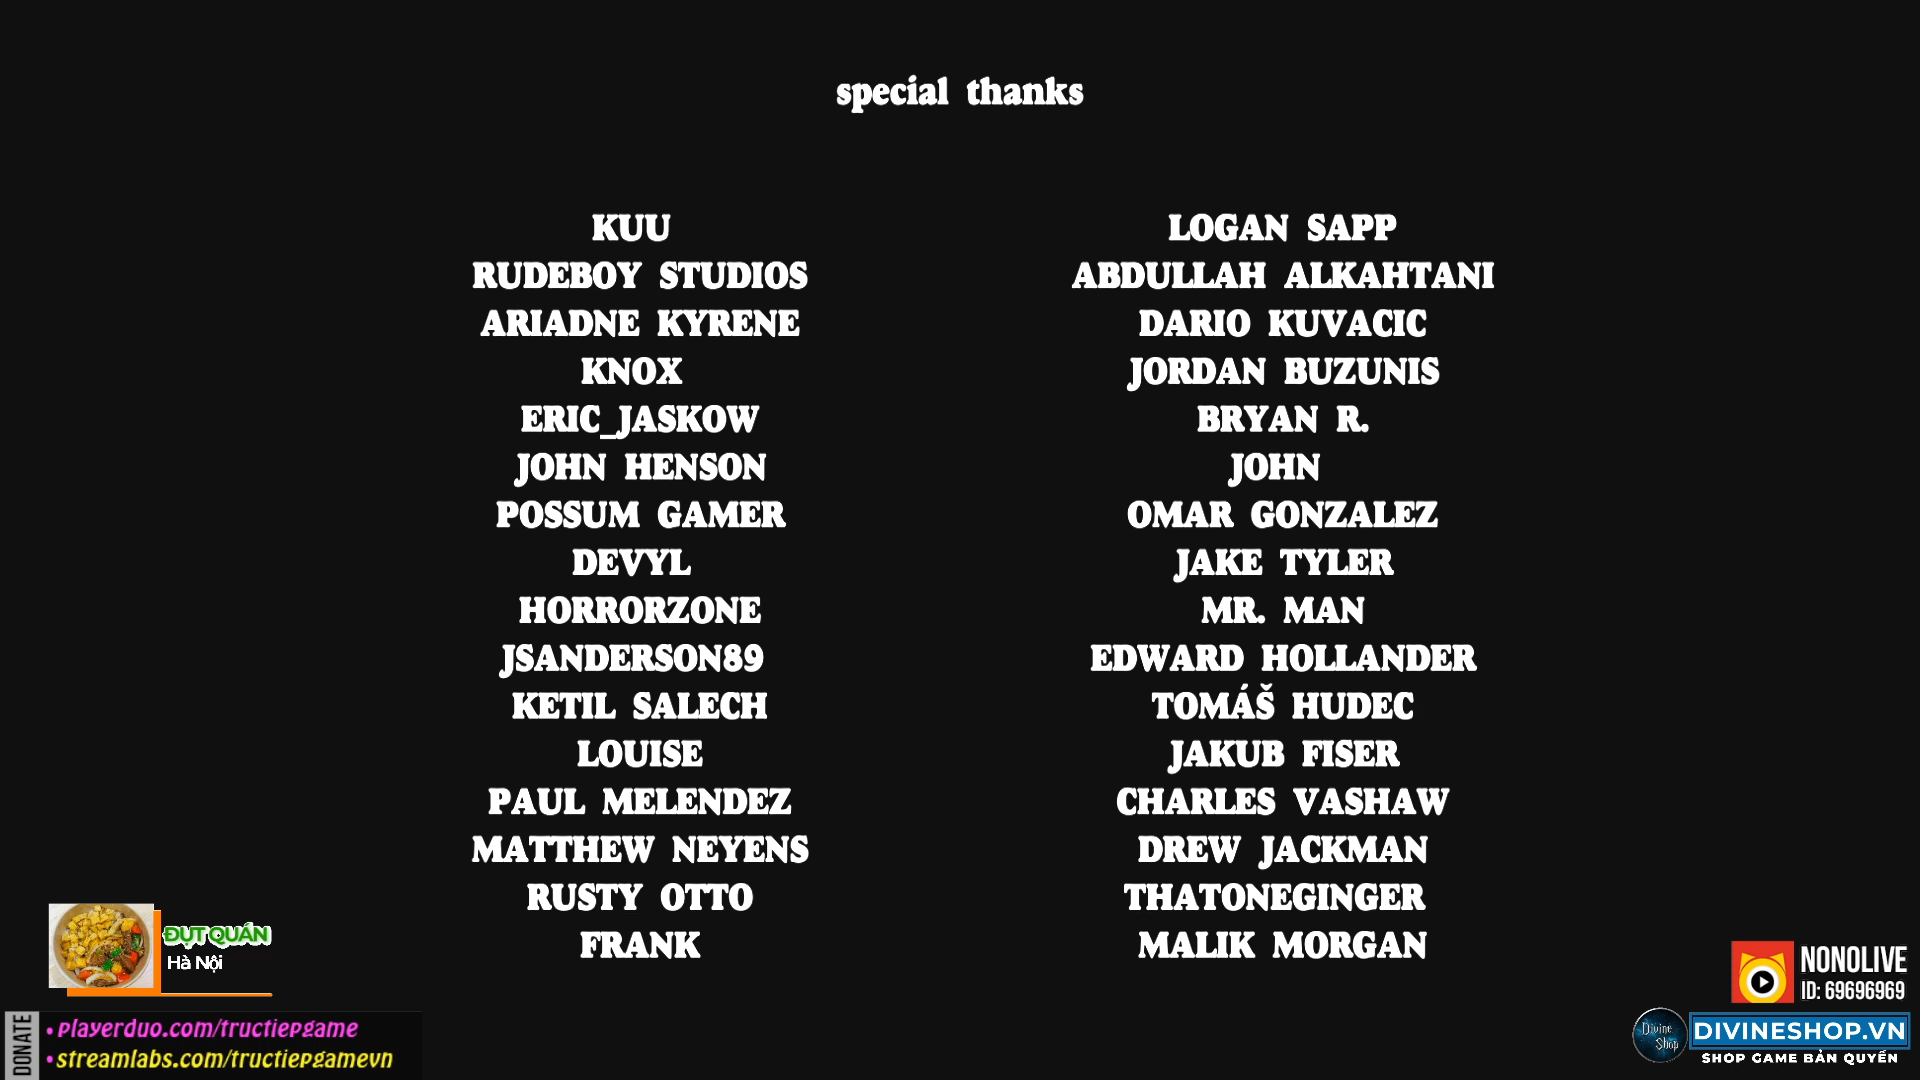 special thanks
KUU
RUDEBOY STUDIOS
ARIADNE KYRENE
KNOX
ERIC_JASKOW
JOHN HENSON
POSSUM GAMER
DEVYL
HORRORZONE
JSANDERSON89
KETIL SALECH
LOUISE
PAUL MELENDEZ
MATTHEW NEYENS
RUSTY OTTO
FRANK
LOGAN SAPP
ABDULLAH ALKAHTANI
DARIO KUVACIC
JORDAN BUZUNIS
BRYAN R.
JOHN
OMAR GONZALEZ
JAKE TYLER
MR. MAN
EDWARD HOLLANDER
TOMÁŠ HUDEC
JAKUB FISER
CHARLES VASHAW
DREW JACKMAN
THATONEGINGER
MALIK MORGAN
ĐỤT QUÁN
Hà Nội
DONATE
• playerduo.com/tructiepgame
• streamlabs.com/tructiepgamevn
NONOLIVE
ID: 69696969
Divine
Shop
DIVINESHOP.VN
SHOP GAME BẢN QUYỀN